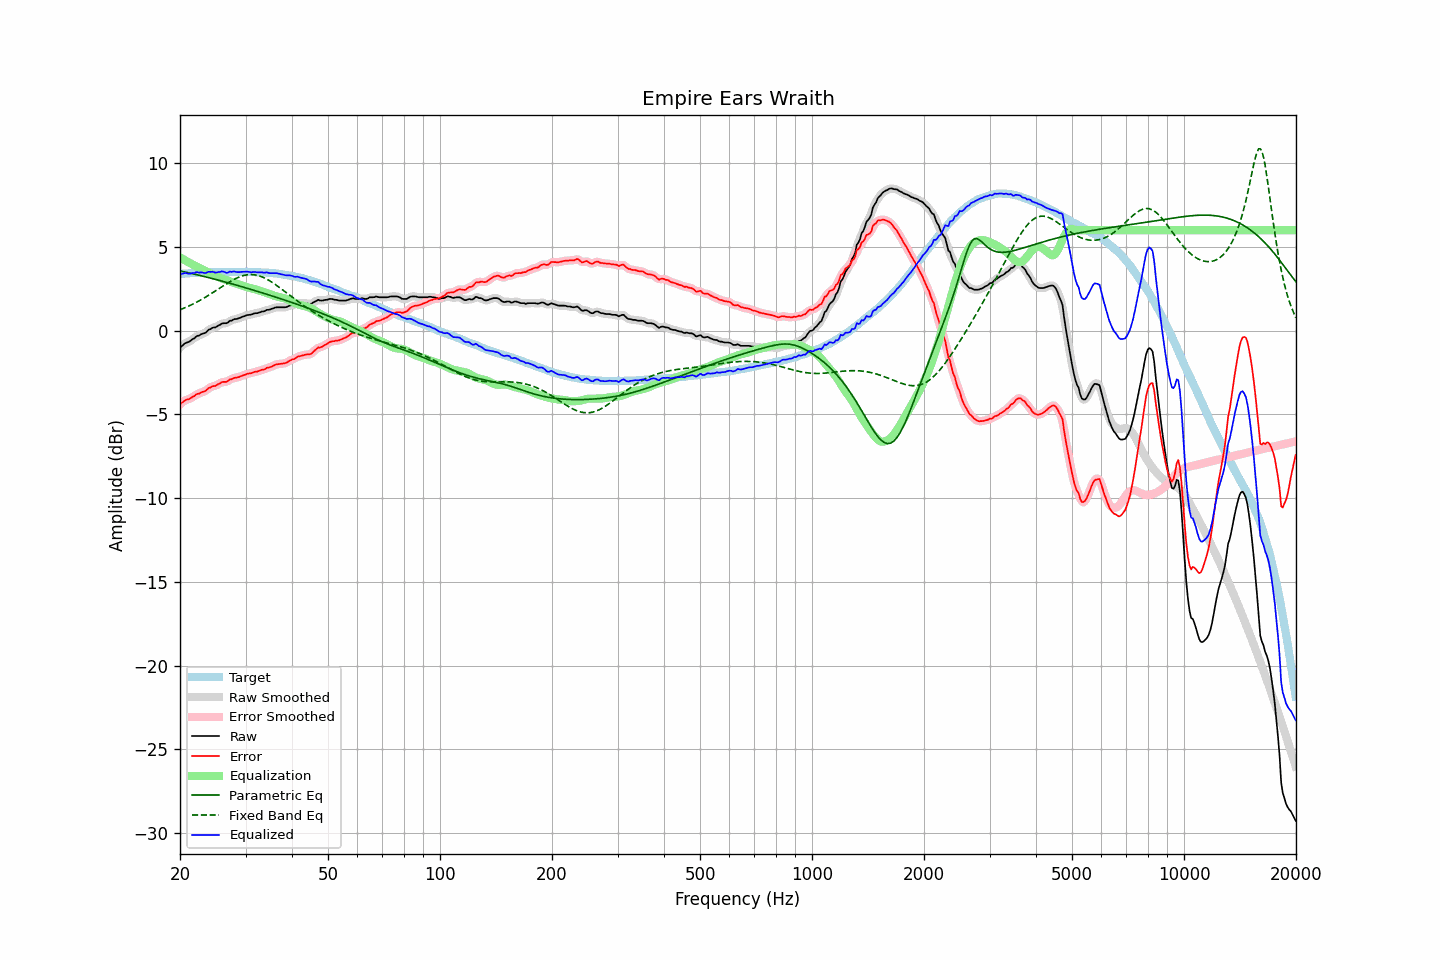 Empire Ears Wraith
10
5
0
−5
−10
−15
−20
−25
−30
Amplitude (dBr)
Target
Raw Smoothed
Error Smoothed
Raw
Error
Equalization
Parametric Eq
Fixed Band Eq
Equalized
20 50 100 200 500 1000 2000 5000 10000 20000
Frequency (Hz)